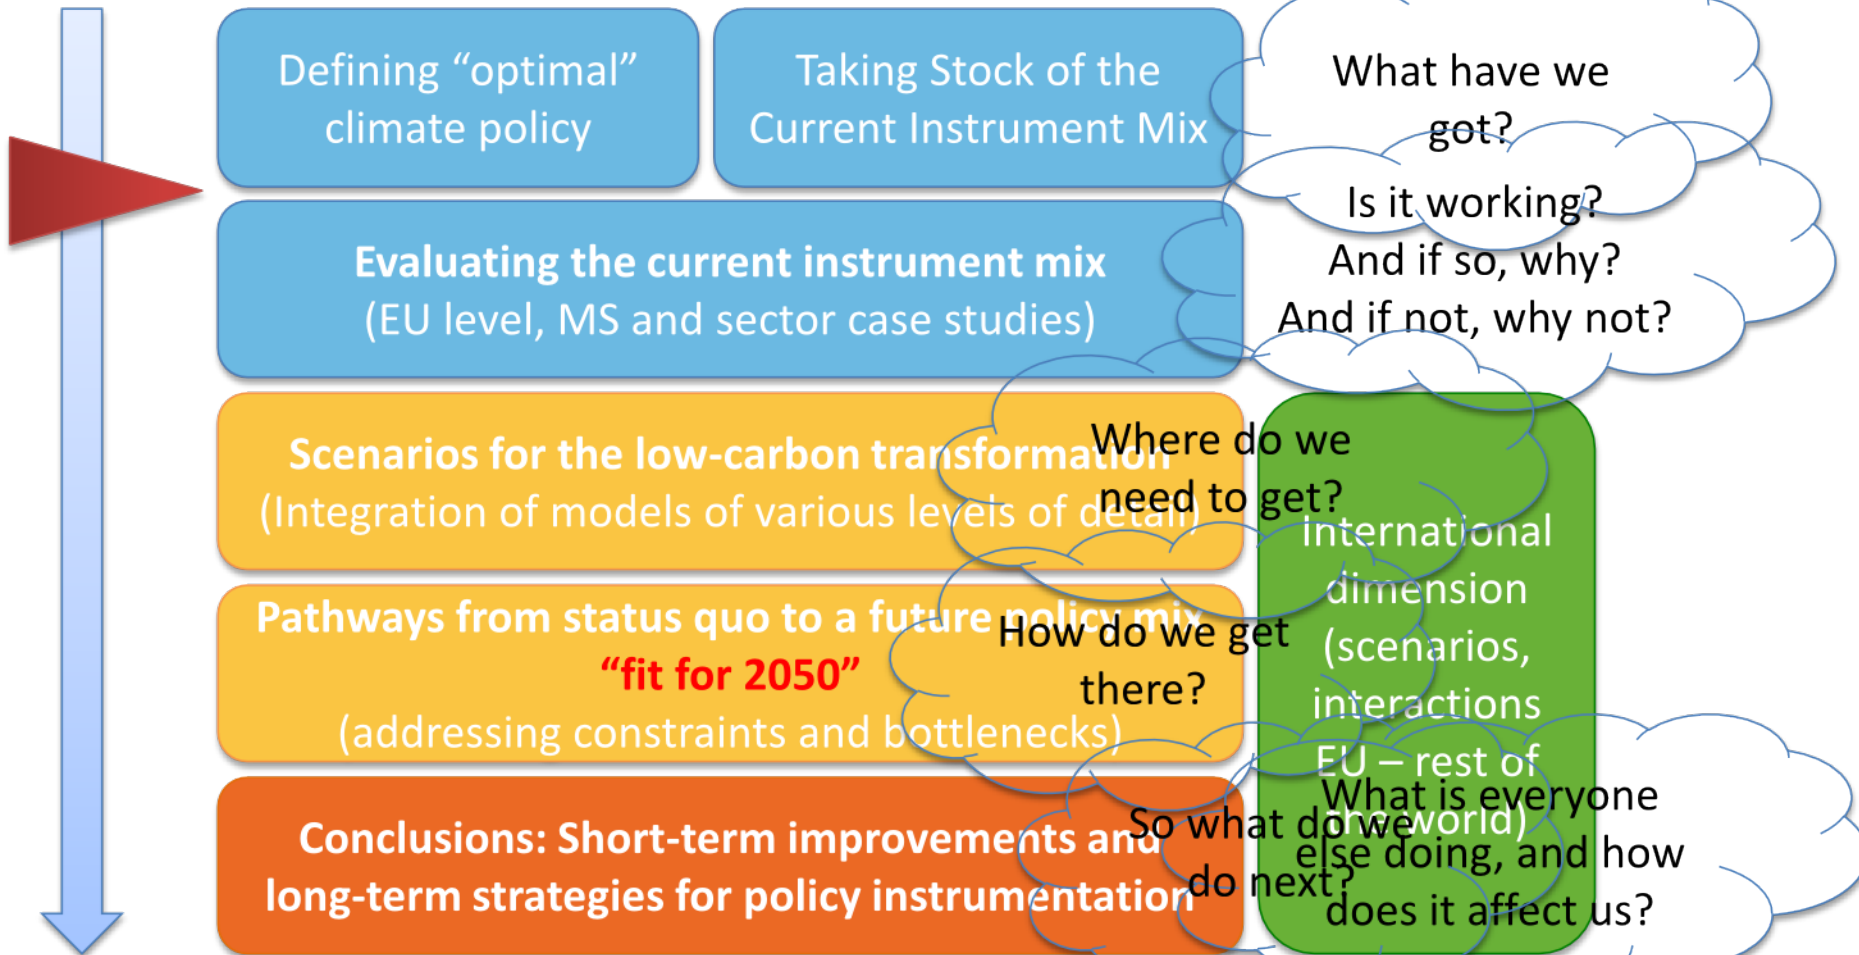 Defining “optimal”
climate policy
Taking Stock of the
Current Instrument Mix
What have we
got?
Evaluating the current instrument mix
(EU level, MS and sector case studies)
Is it working?
And if so, why?
And if not, why not?
Scenarios for the low-carbon transformation
(Integration of models of various levels of detail)
Where do we
need to get?
Pathways from status quo to a future policy mix
“fit for 2050”
(addressing constraints and bottlenecks)
How do we get
there?
International
dimension
(scenarios,
interactions
EU – rest of
the world)
Conclusions: Short-term improvements and
long-term strategies for policy instrumentation
So what do we
do next?
What is everyone
else doing, and how
does it affect us?